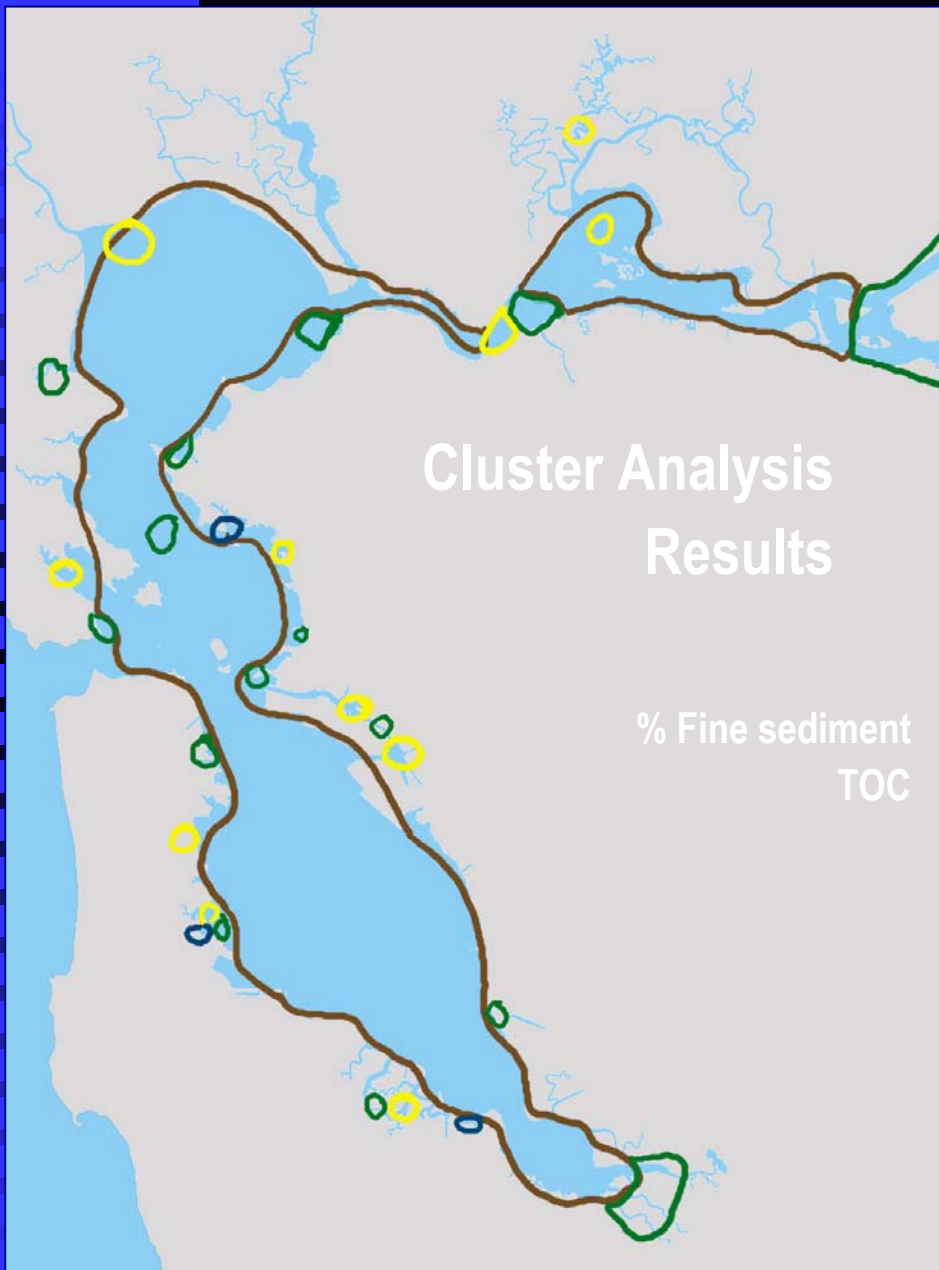 Cluster Analysis
Results
% Fine sediment
TOC